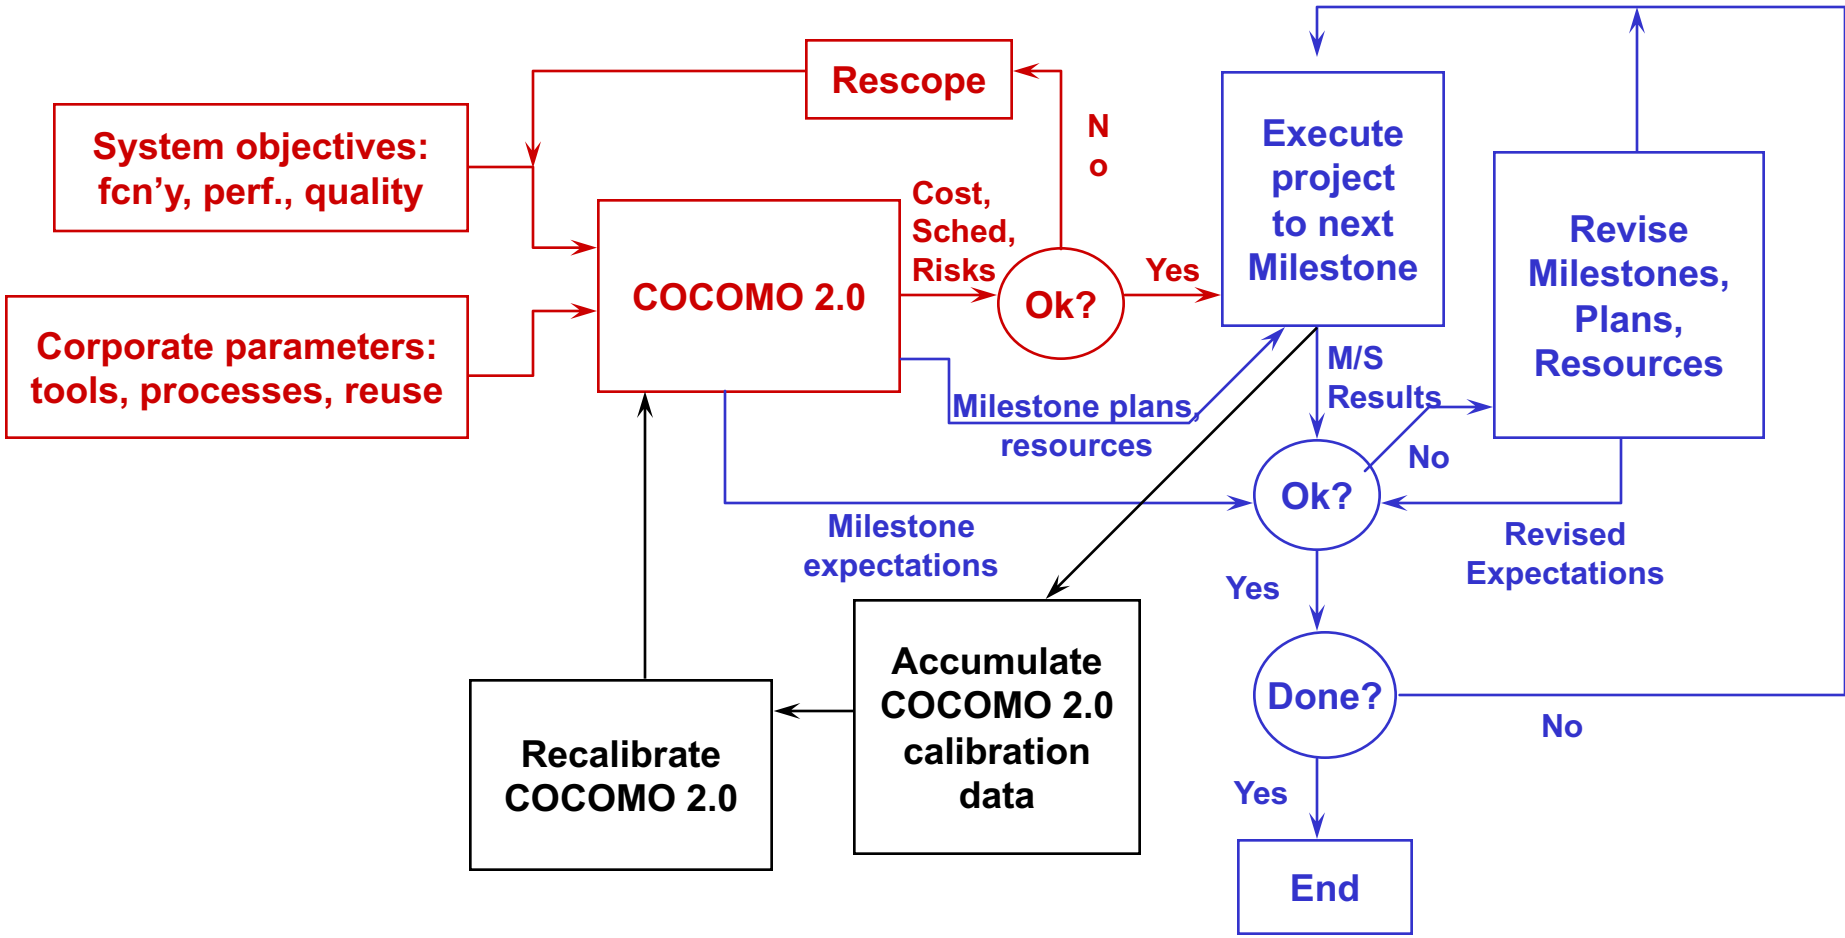 Rescope
System objectives:
fcn'y, perf., quality
Corporate parameters:
tools, processes, reuse
COCOMO 2.0
Cost,
Sched,
Risks
N
o
Ok?
Yes
Execute
project
to next
Milestone
Revise
Milestones,
Plans,
Resources
M/S
Results
Milestone plans,
resources
No
Ok?
Milestone
expectations
Revised
Expectations
Yes
Accumulate
COCOMO 2.0
calibration
data
Recalibrate
COCOMO 2.0
Done?
No
Yes
End